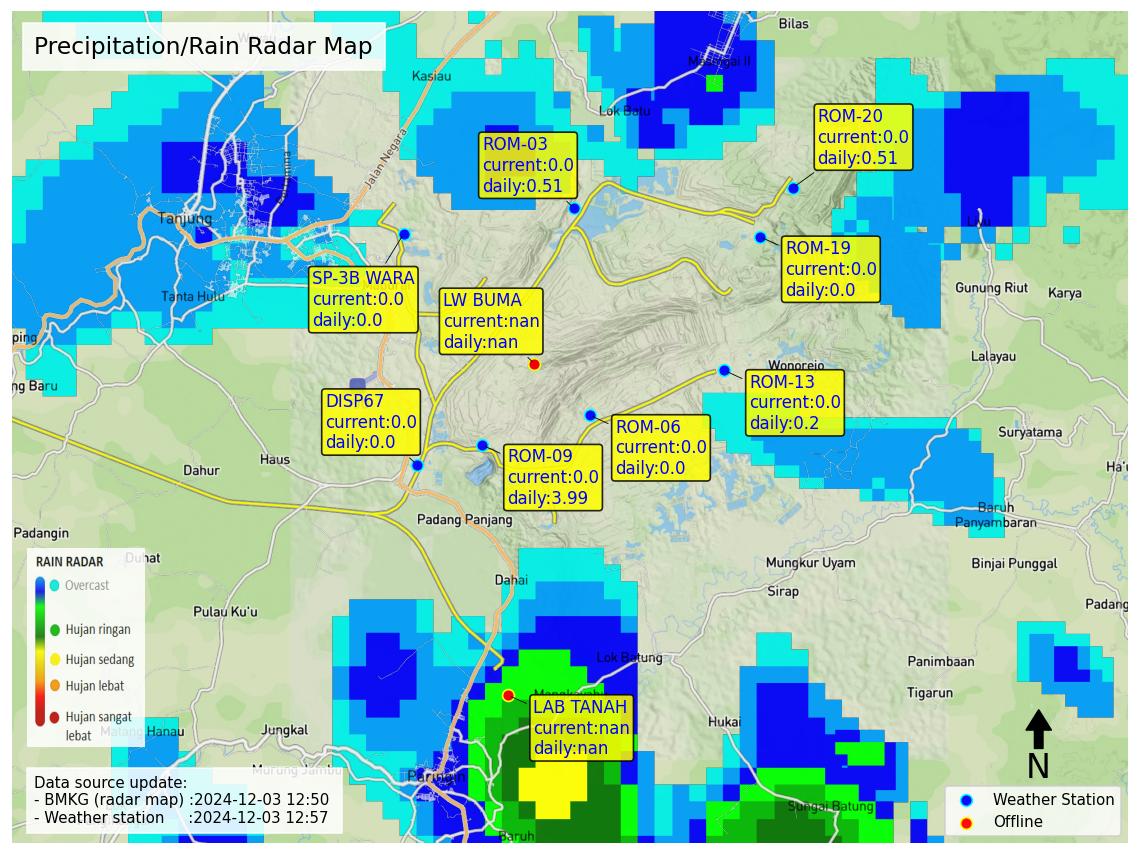 Precipitation/Rain Radar Map
Bilas
Kasiau
Lok Batu
Jalan Negara
ROM-03
current:0.0
daily:0.51
ROM-20
current:0.0
daily:0.51
Tanjung
ROM-19
current:0.0
daily:0.0
SP-3B WARA
current:0.0
daily:0.0
LW BUMA
current:nan
daily:nan
Tanta Hulu
Gunung Riut
Karya
ping
Lalayau
Wonorejo
ng Baru
ROM-13
current:0.0
daily:0.2
DISP67
current:0.0
daily:0.0
ROM-06
current:0.0
daily:0.0
Suryatama
ROM-09
current:0.0
daily:3.99
Haus
Dahur
Ha'u
Baruh
Panyambaran
Padang Panjang
Padangin
Duhat
Mungkur Uyam
Binjai Punggal
Dahai
Sirap
Padang
Pulau Ku'u
RAIN RADAR
Overcast
Hujan ringan
Hujan sedang
Hujan lebat
Hujan sangat
lebat
Lok Batung
Panimbaan
Tigarun
LAB TANAH
current:nan
daily:nan
Hukai
Jungkal
Murung Jambu
Paringin
Sungai Batung
Baruh
Data source update:
- BMKG (radar map) :2024-12-03 12:50
- Weather station :2024-12-03 12:57
N
Weather Station
Offline